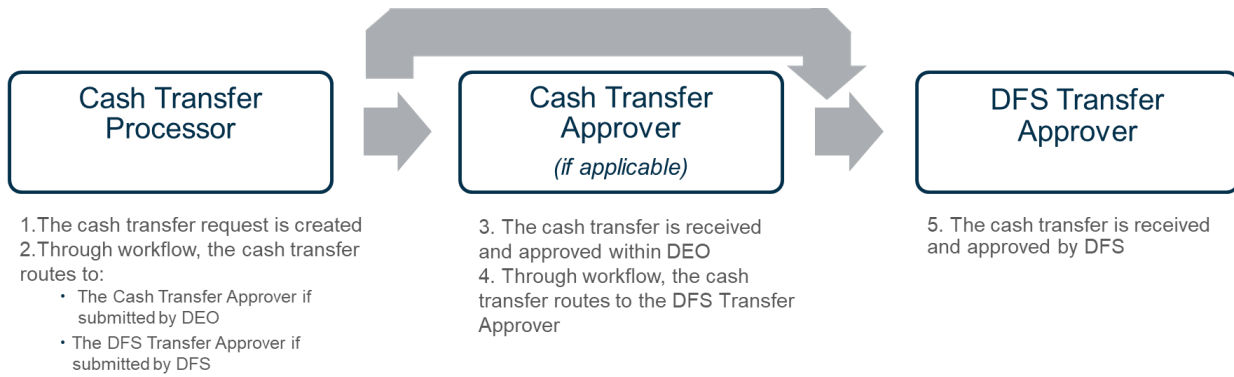 Cash Transfer
Processor
Cash Transfer
Approver
(if applicable)
DFS Transfer
Approver
1.The cash transfer request is created
2.Through workflow, the cash transfer
routes to:
• The Cash Transfer Approver if
submitted by DEO
• The DFS Transfer Approver if
submitted by DFS
3. The cash transfer is received
and approved within DEO
4. Through workflow, the cash
transfer routes to the DFS Transfer
Approver
5. The cash transfer is received
and approved by DFS